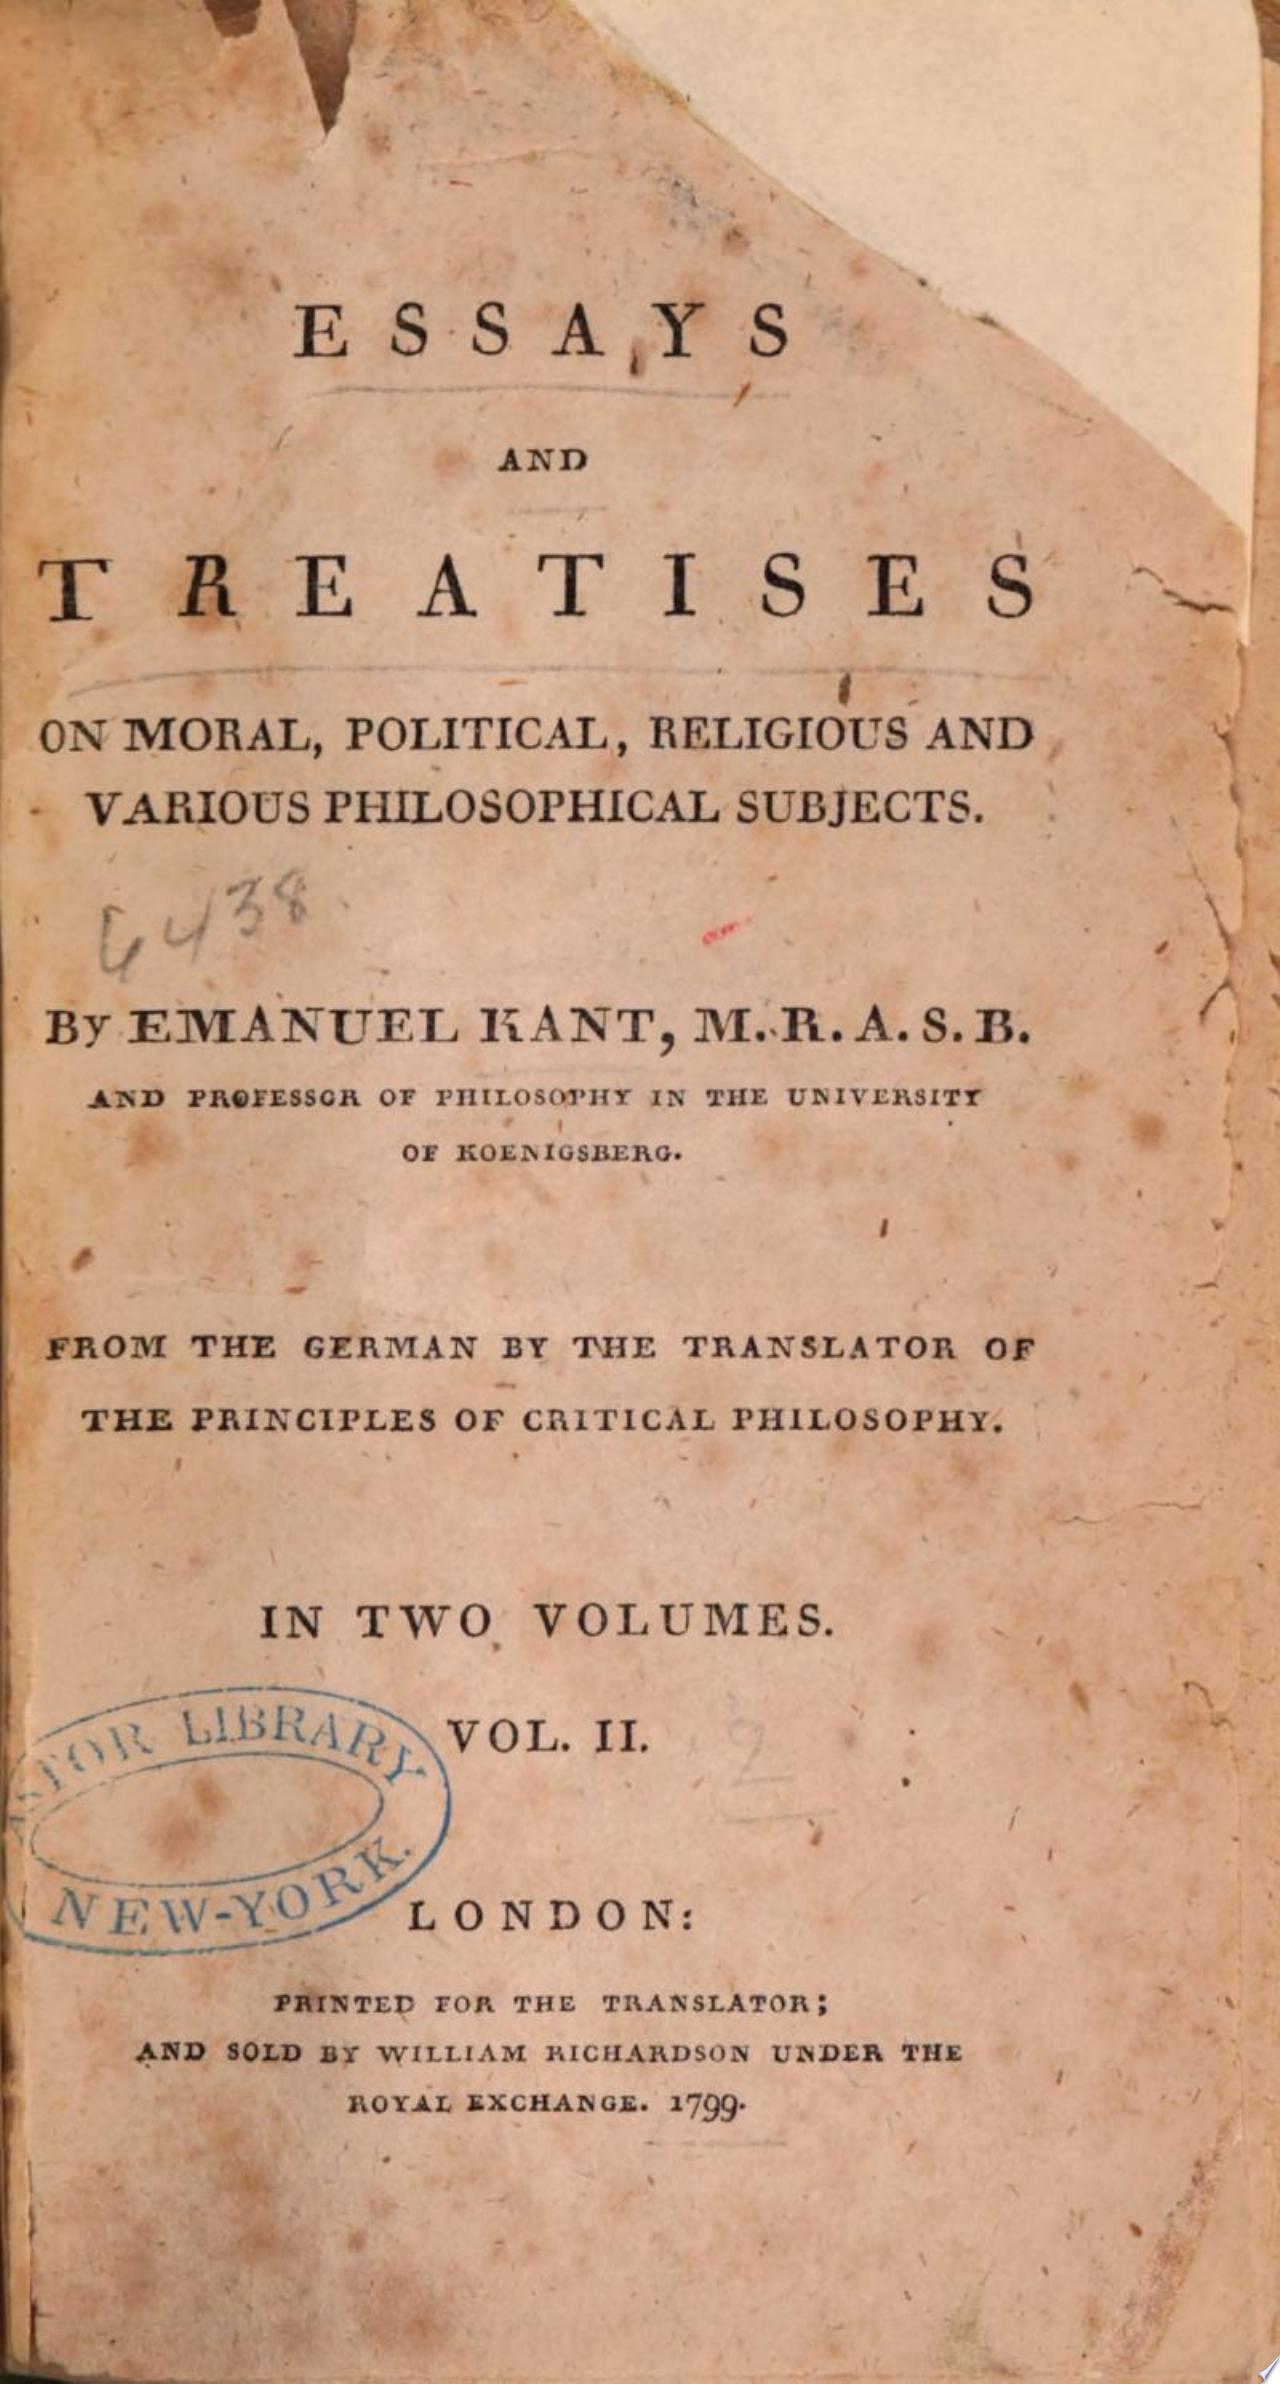 ESSAYS
AND
TREATISES
ON MORAL, POLITICAL, RELIGIOUS AND
VARIOUS PHILOSOPHICAL SUBJECTS.
6438.
By EMANUEL KANT, M. R. A. S. B.
AND PROFESSOR OF PHILOSOPHY IN THE UNIVERSITY
OF KOENIGSBERG.
FROM THE GERMAN BY THE TRANSLATOR OF
THE PRINCIPLES OF CRITICAL PHILOSOPHY.
IN TWO VOLUMES.
VOL. II.
2
ASTOR LIBRARY
NEW-YORK.
LONDON:
PRINTED FOR THE TRANSLATOR;
AND SOLD BY WILLIAM RICHARDSON UNDER THE
ROYAL EXCHANGE. 1799.